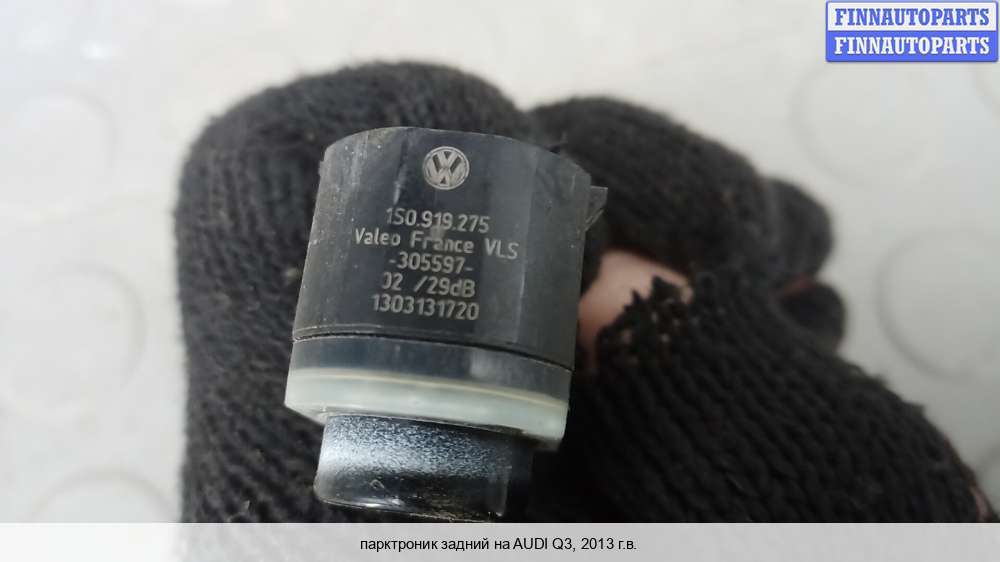 FINNAUTOPARTS
FINNAUTOPARTS
1S0.919.275
Valeo France VLS
-305597-
02 /29dB
1303131720
парктроник задний на AUDI Q3, 2013 г.в.